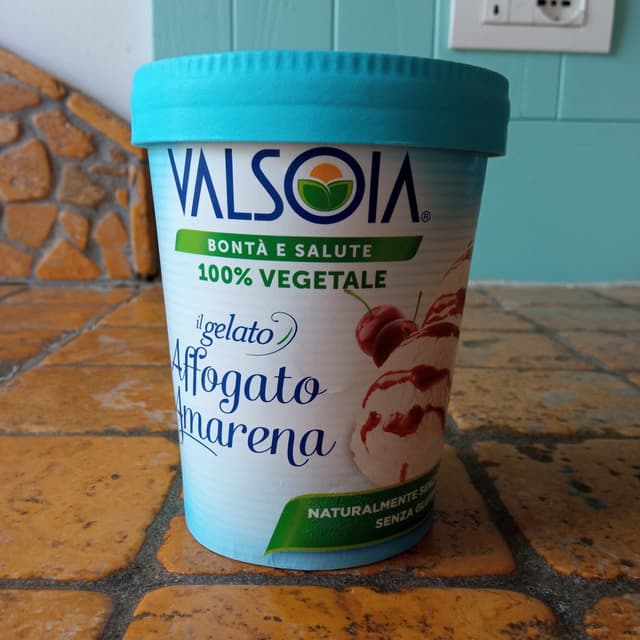 VALSOIA®
BONTÀ E SALUTE
100% VEGETALE
il gelato
Affogato
Amarena
NATURALMENTE
SENZA